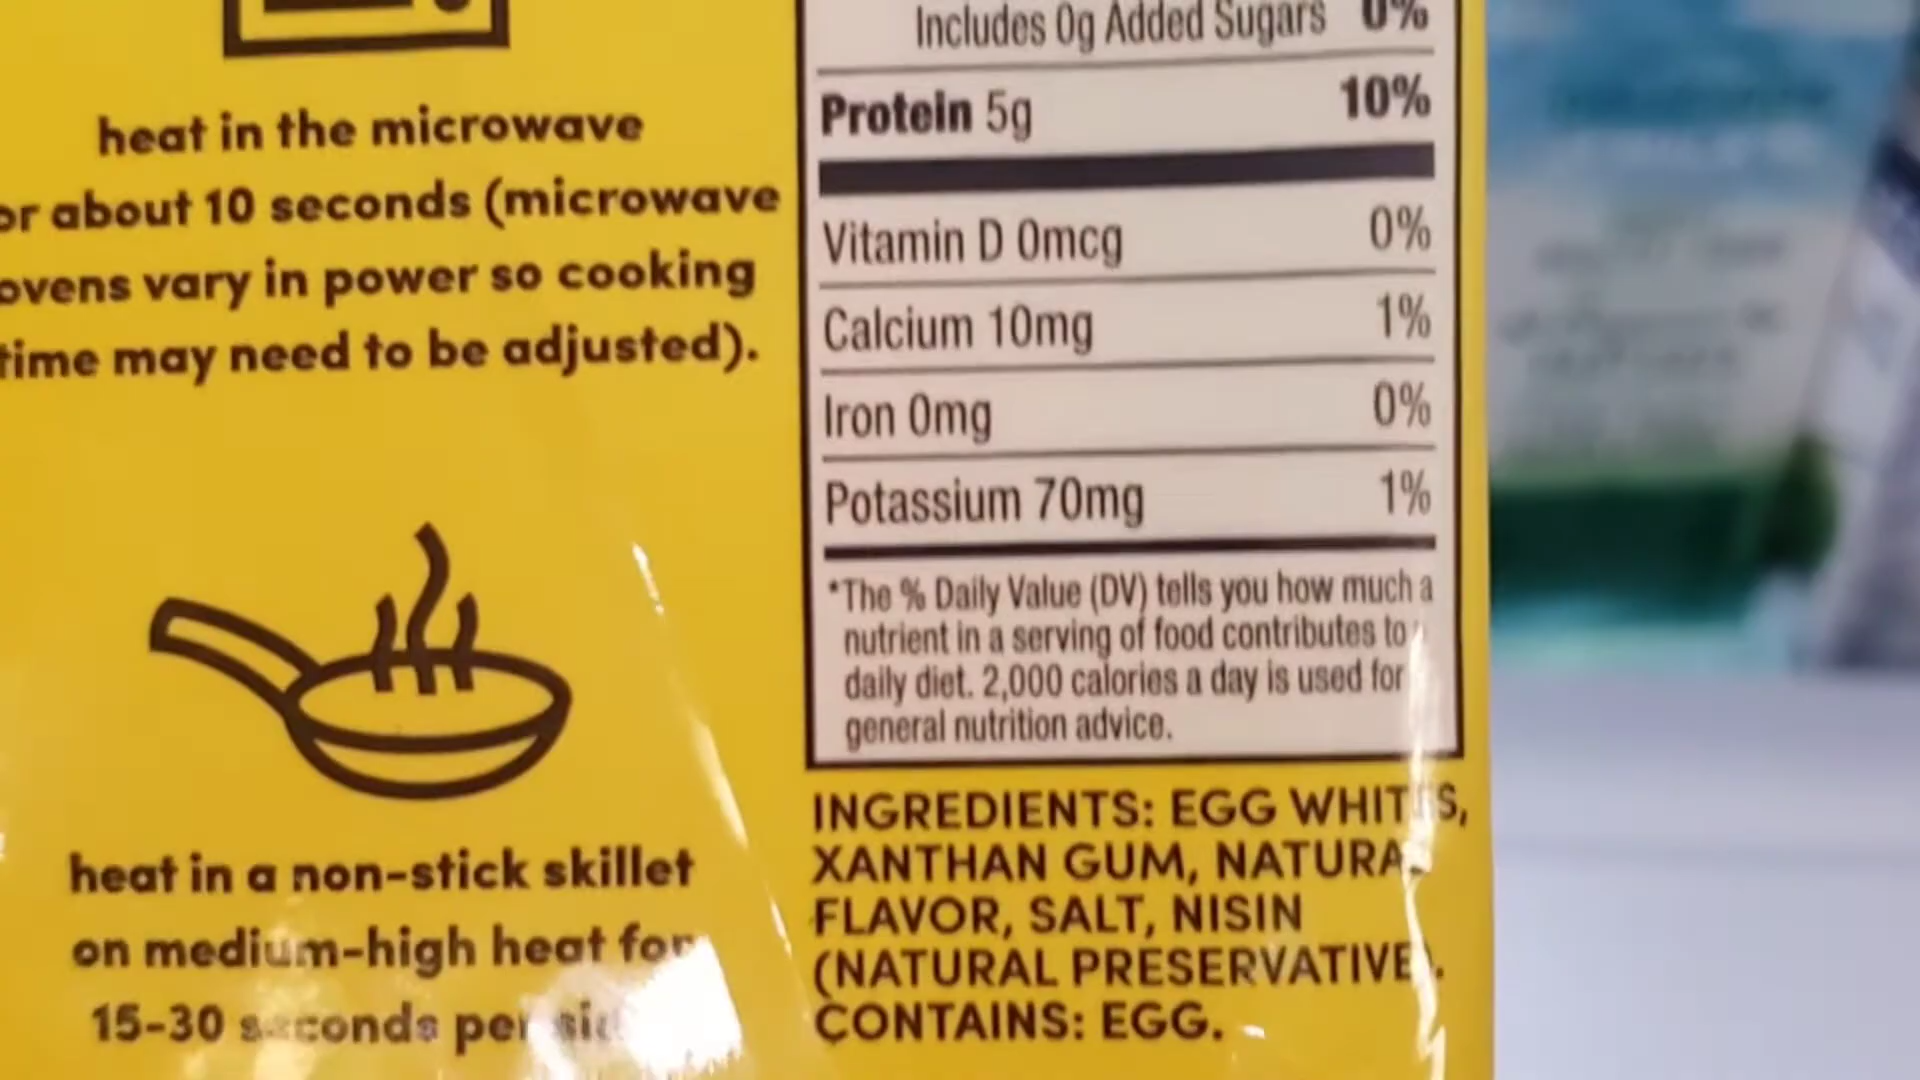 heat in the microwave
or about 10 seconds (microwave
ovens vary in power so cooking
time may need to be adjusted).
heat in a non-stick skillet
on medium-high heat for
15-30 seconds per
Includes 0g Added Sugars 0%
Protein 5g 10%
Vitamin D 0mcg 0%
Calcium 10mg 1%
Iron 0mg 0%
Potassium 70mg 1%
*The % Daily Value (DV) tells you how much a
nutrient in a serving of food contributes to
daily diet. 2,000 calories a day is used for
general nutrition advice.
INGREDIENTS: EGG WHITES,
XANTHAN GUM, NATURAL
FLAVOR, SALT, NISIN
(NATURAL PRESERVATIVE).
CONTAINS: EGG.